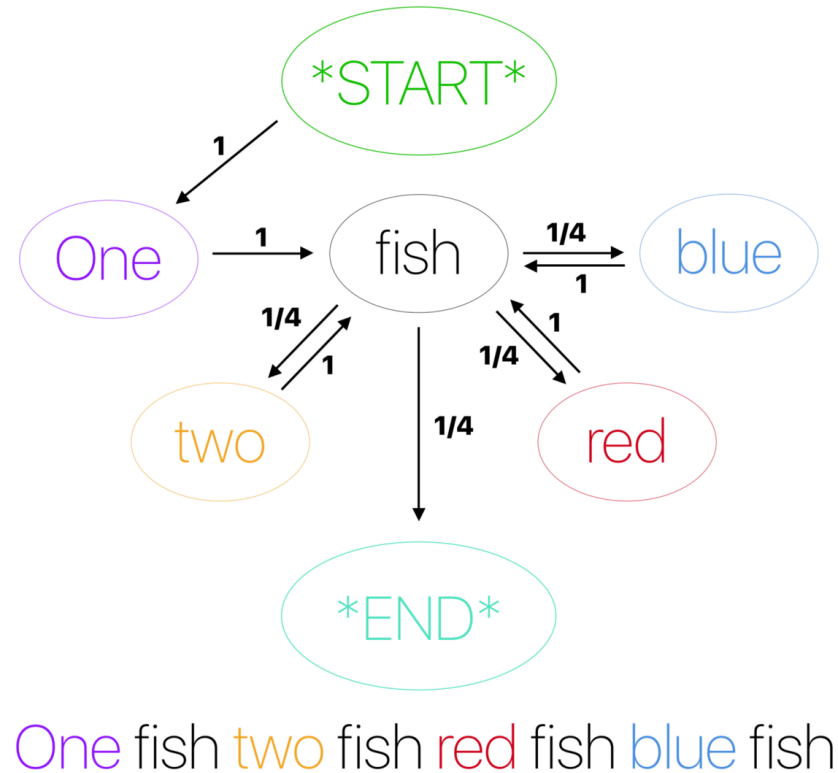 *START*
1
One
1
fish
1/4
1
blue
1/4
1
1/4
1
two
1/4
red
*END*
One fish two fish red fish blue fish